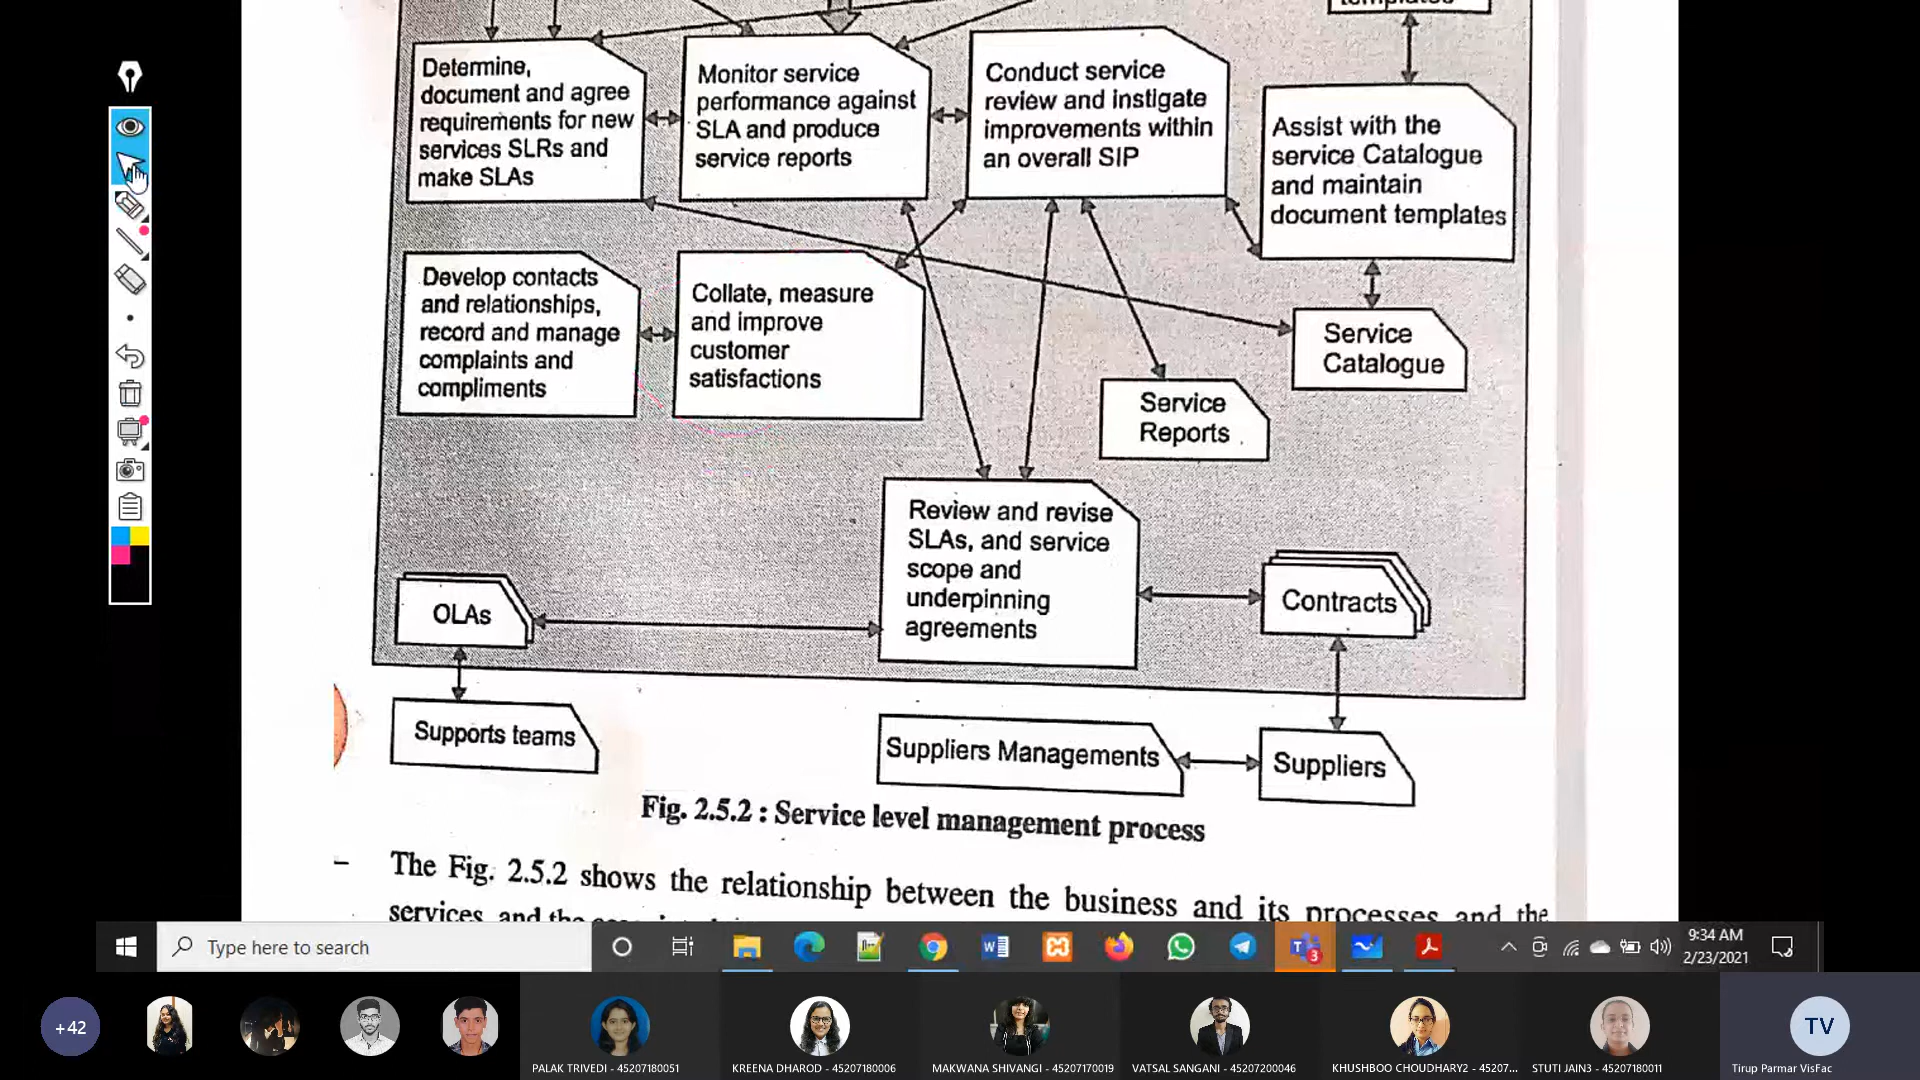 templates
Determine,
document and agree
requirements for new
services SLRs and
make SLAs
Monitor service
performance against
SLA and produce
service reports
Conduct service
review and instigate
improvements within
an overall SIP
Assist with the
service Catalogue
and maintain
document templates
Develop contacts
and relationships,
record and manage
complaints and
compliments
Collate, measure
and improve
customer
satisfactions
Service
Catalogue
Service
Reports
Review and revise
SLAs, and service
scope and
underpinning
agreements
OLAs
Contracts
Supports teams
Suppliers Managements
Suppliers
Fig. 2.5.2 : Service level management process
– The Fig. 2.5.2 shows the relationship between the business and its processes and the
services, and the
Type here to search
3
9:34 AM
2/23/2021
+42
PALAK TRIVEDI - 45207180051
KREENA DHAROD - 45207180006
MAKWANA SHIVANGI - 45207170019
VATSAL SANGANI - 45207200046
KHUSHBOO CHOUDHARY2 - 45207...
STUTI JAIN3 - 45207180011
TV
Tirup Parmar VisFac